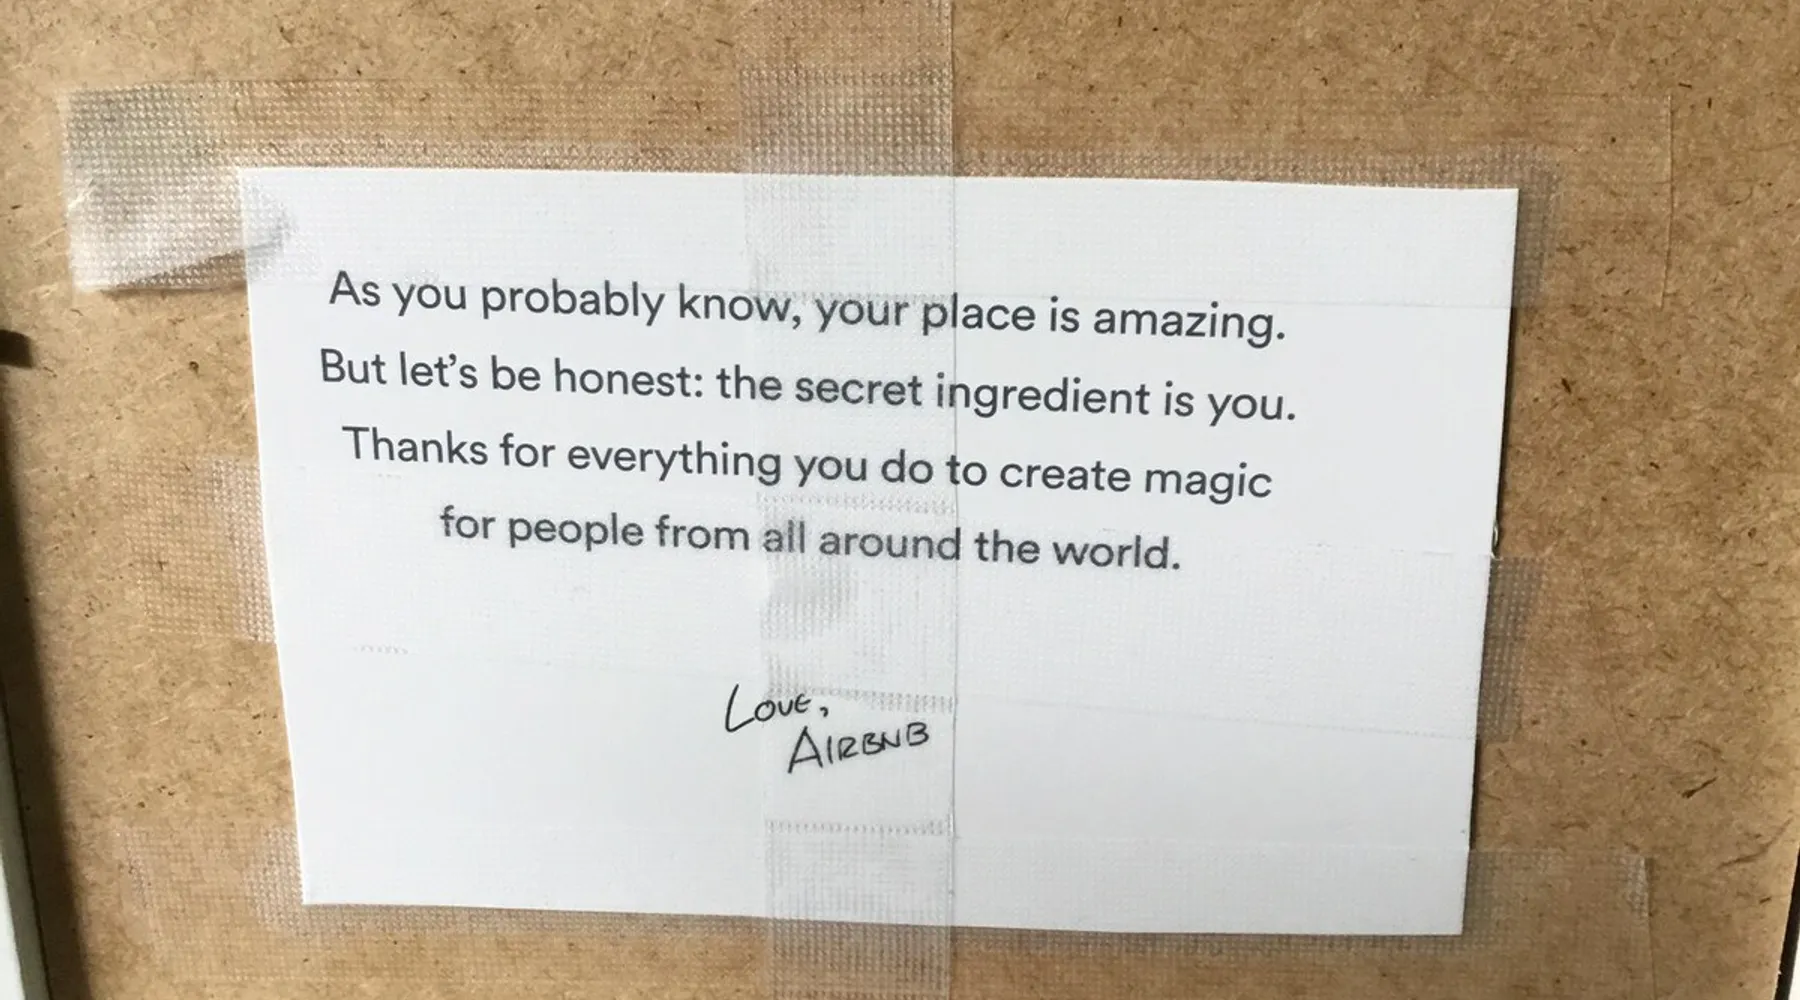 As you probably know, your place is amazing.
But let’s be honest: the secret ingredient is you.
Thanks for everything you do to create magic
for people from all around the world.
LOVE,
AIRBNB